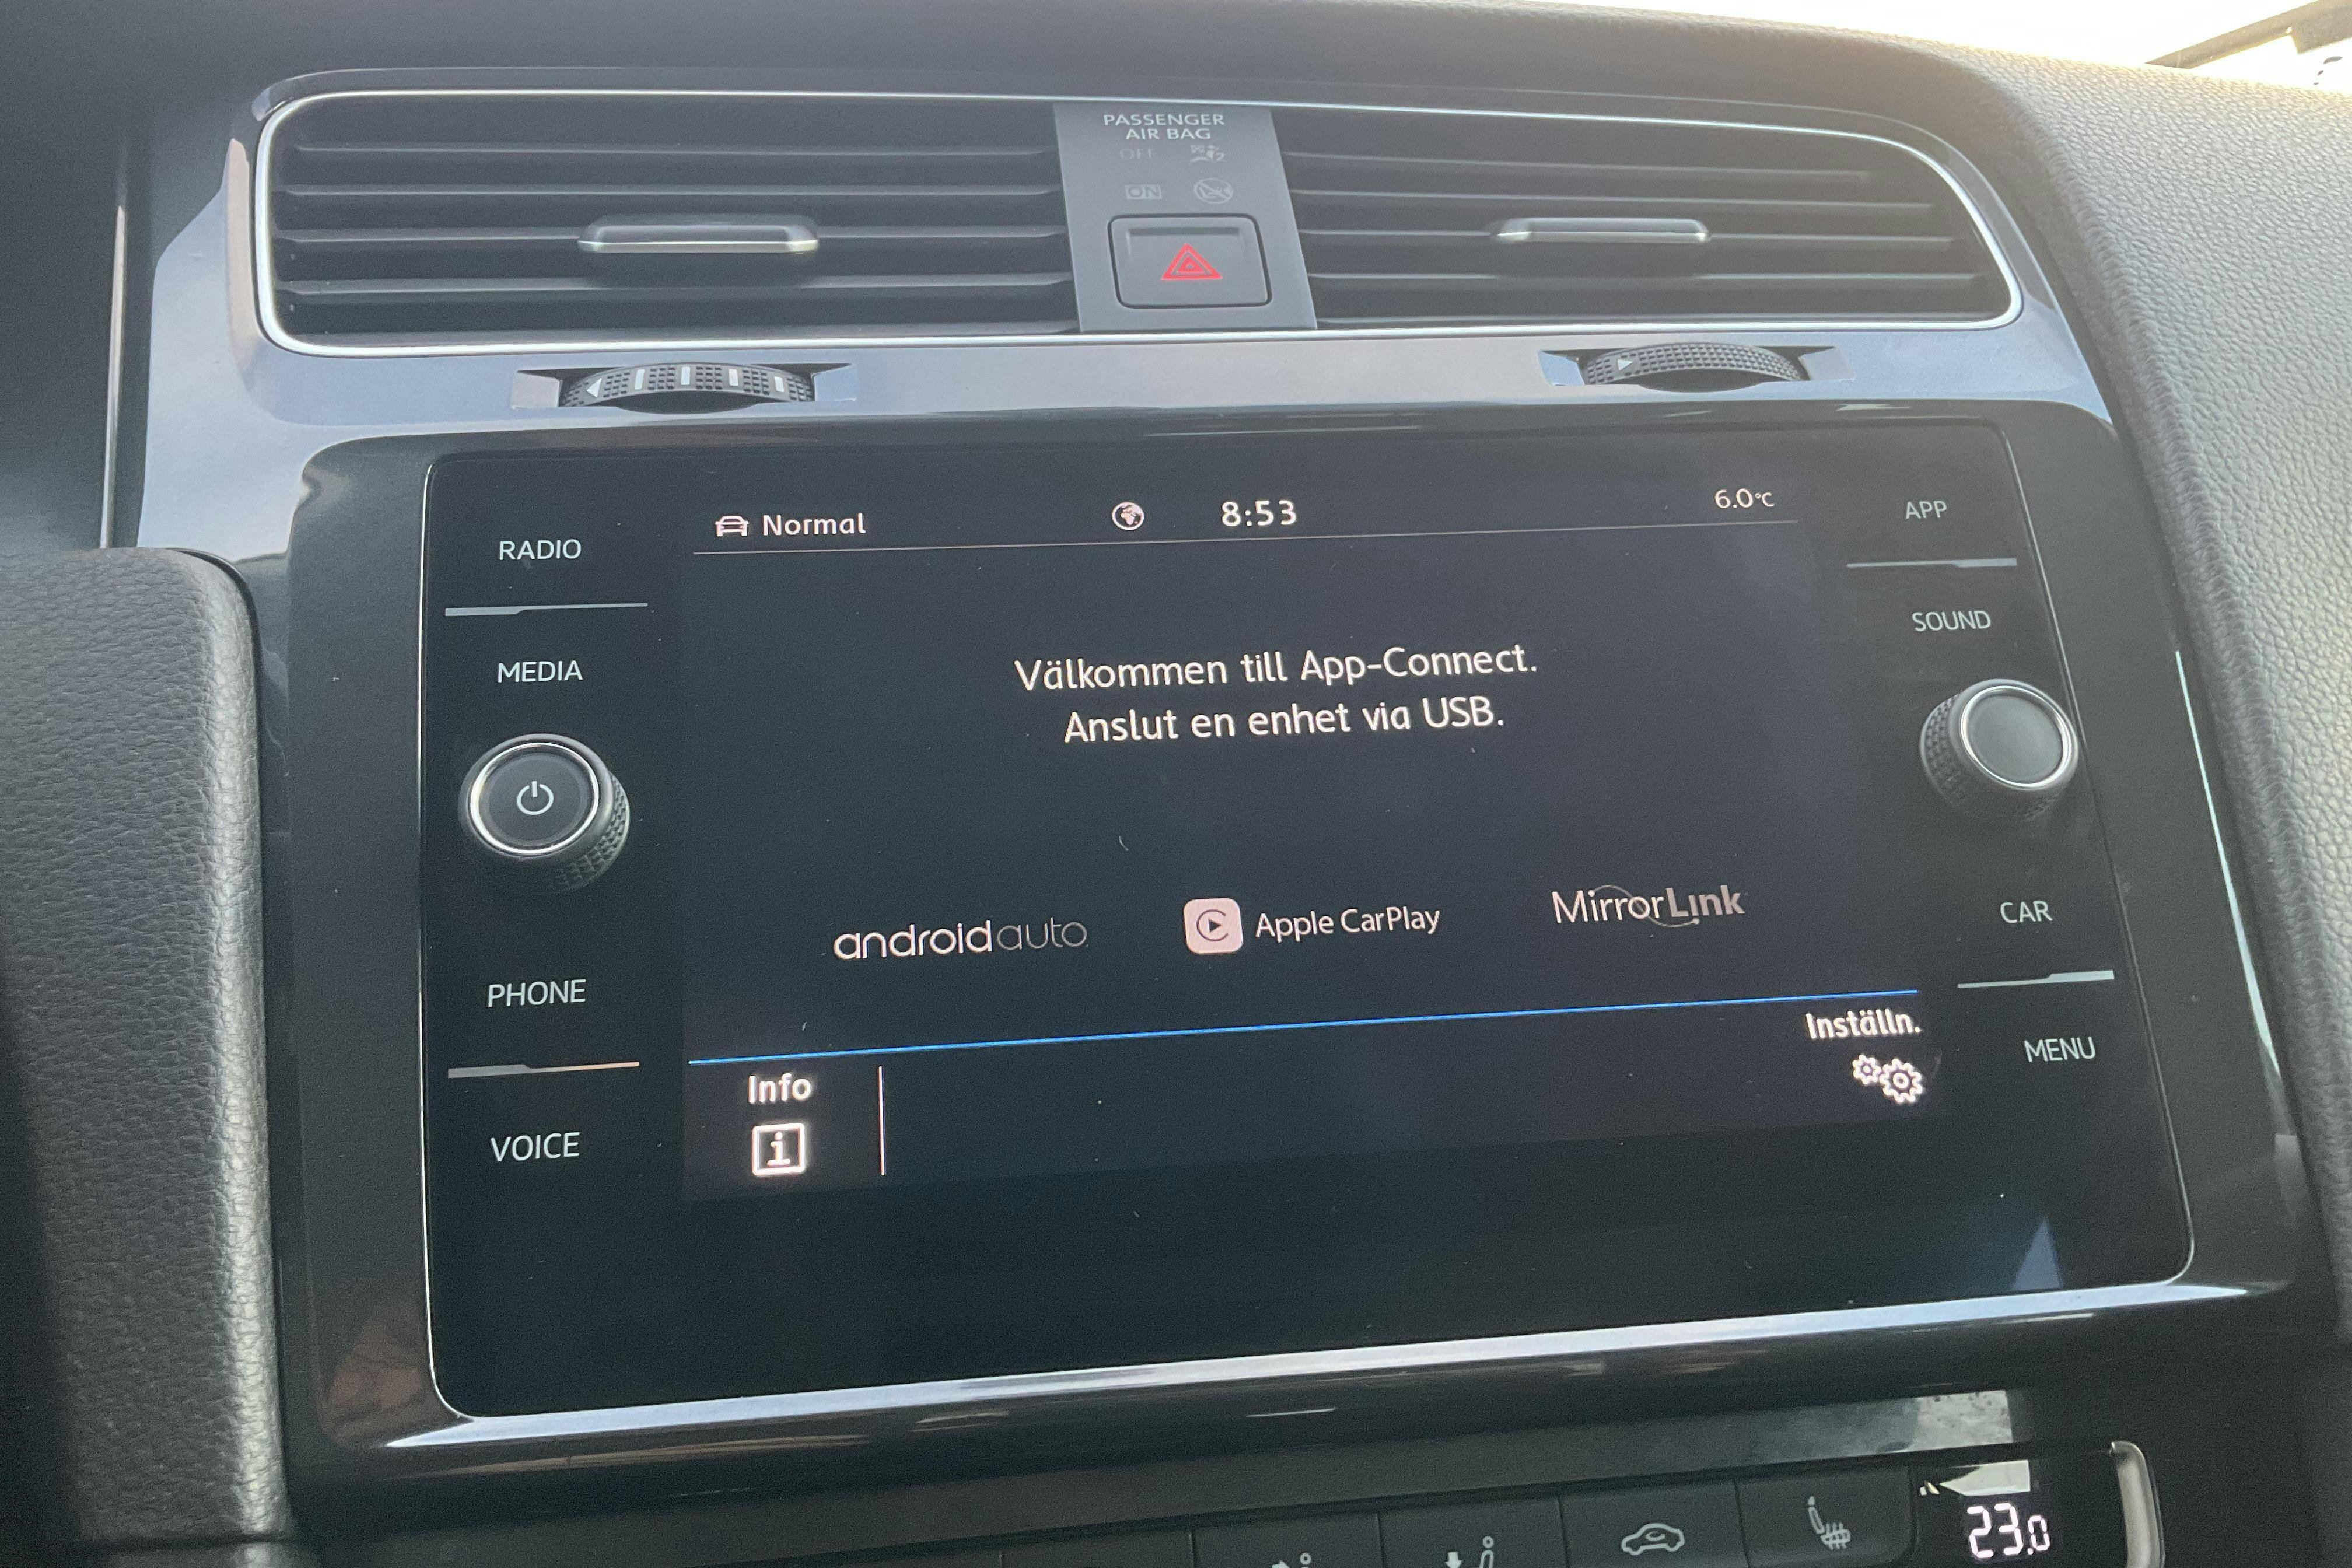 PASSENGER
AIR BAG
OFF 2
ON
RADIO
MEDIA
PHONE
VOICE
Normal 8:53 6.0°C
Välkommen till App-Connect.
Anslut en enhet via USB.
androidauto Apple CarPlay MirrorLink
Info
Inställn.
APP
SOUND
CAR
MENU
23.0